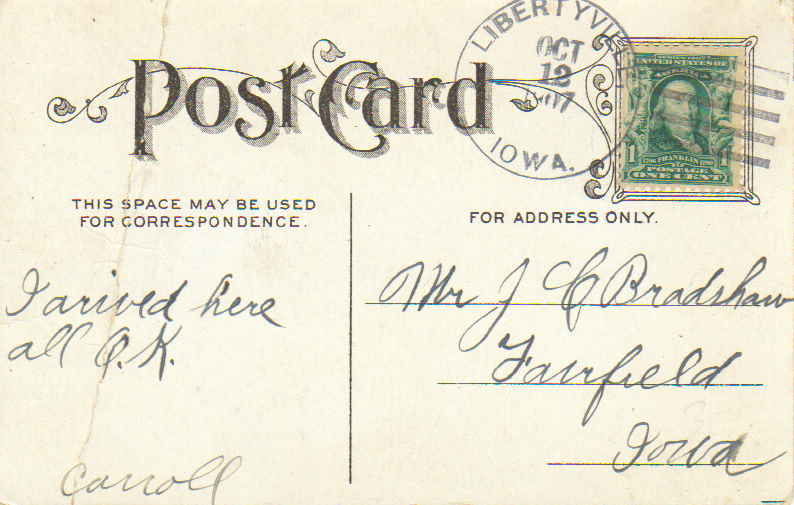 Post Card
LIBERTYVI
OCT
12
IOWA.
UNITED STATES OF
FRANKLIN
POSTAGE
ONE CENT
THIS SPACE MAY BE USED
FOR CORRESPONDENCE.
FOR ADDRESS ONLY.
I arived here
all O.K.
Carroll
Mr J C Bradshaw
Fairfield
Iowa